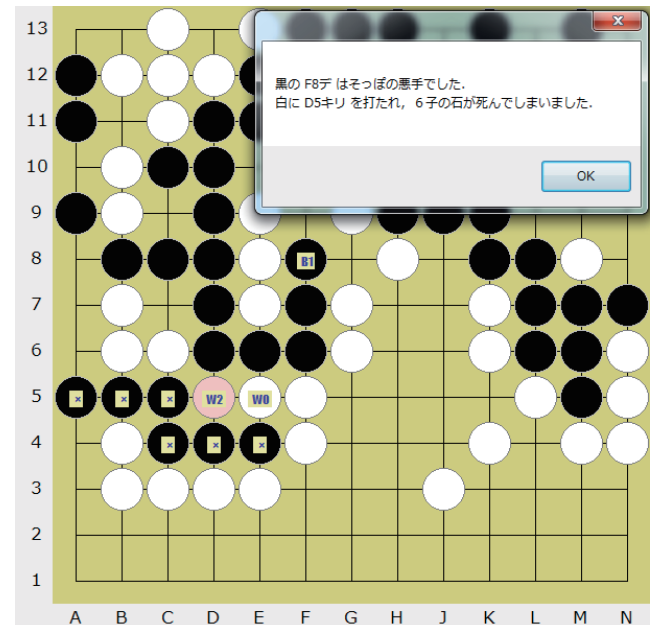 13
黒の F8デ はそっぽの悪手でした.
白に D5キリ を打たれ, 6子の石が死んでしまいました.
OK
12
11
10
9
8
B1
7
6
5
× × × W2 W0
4
× × ×
3
2
1
A B C D E F G H J K L M N